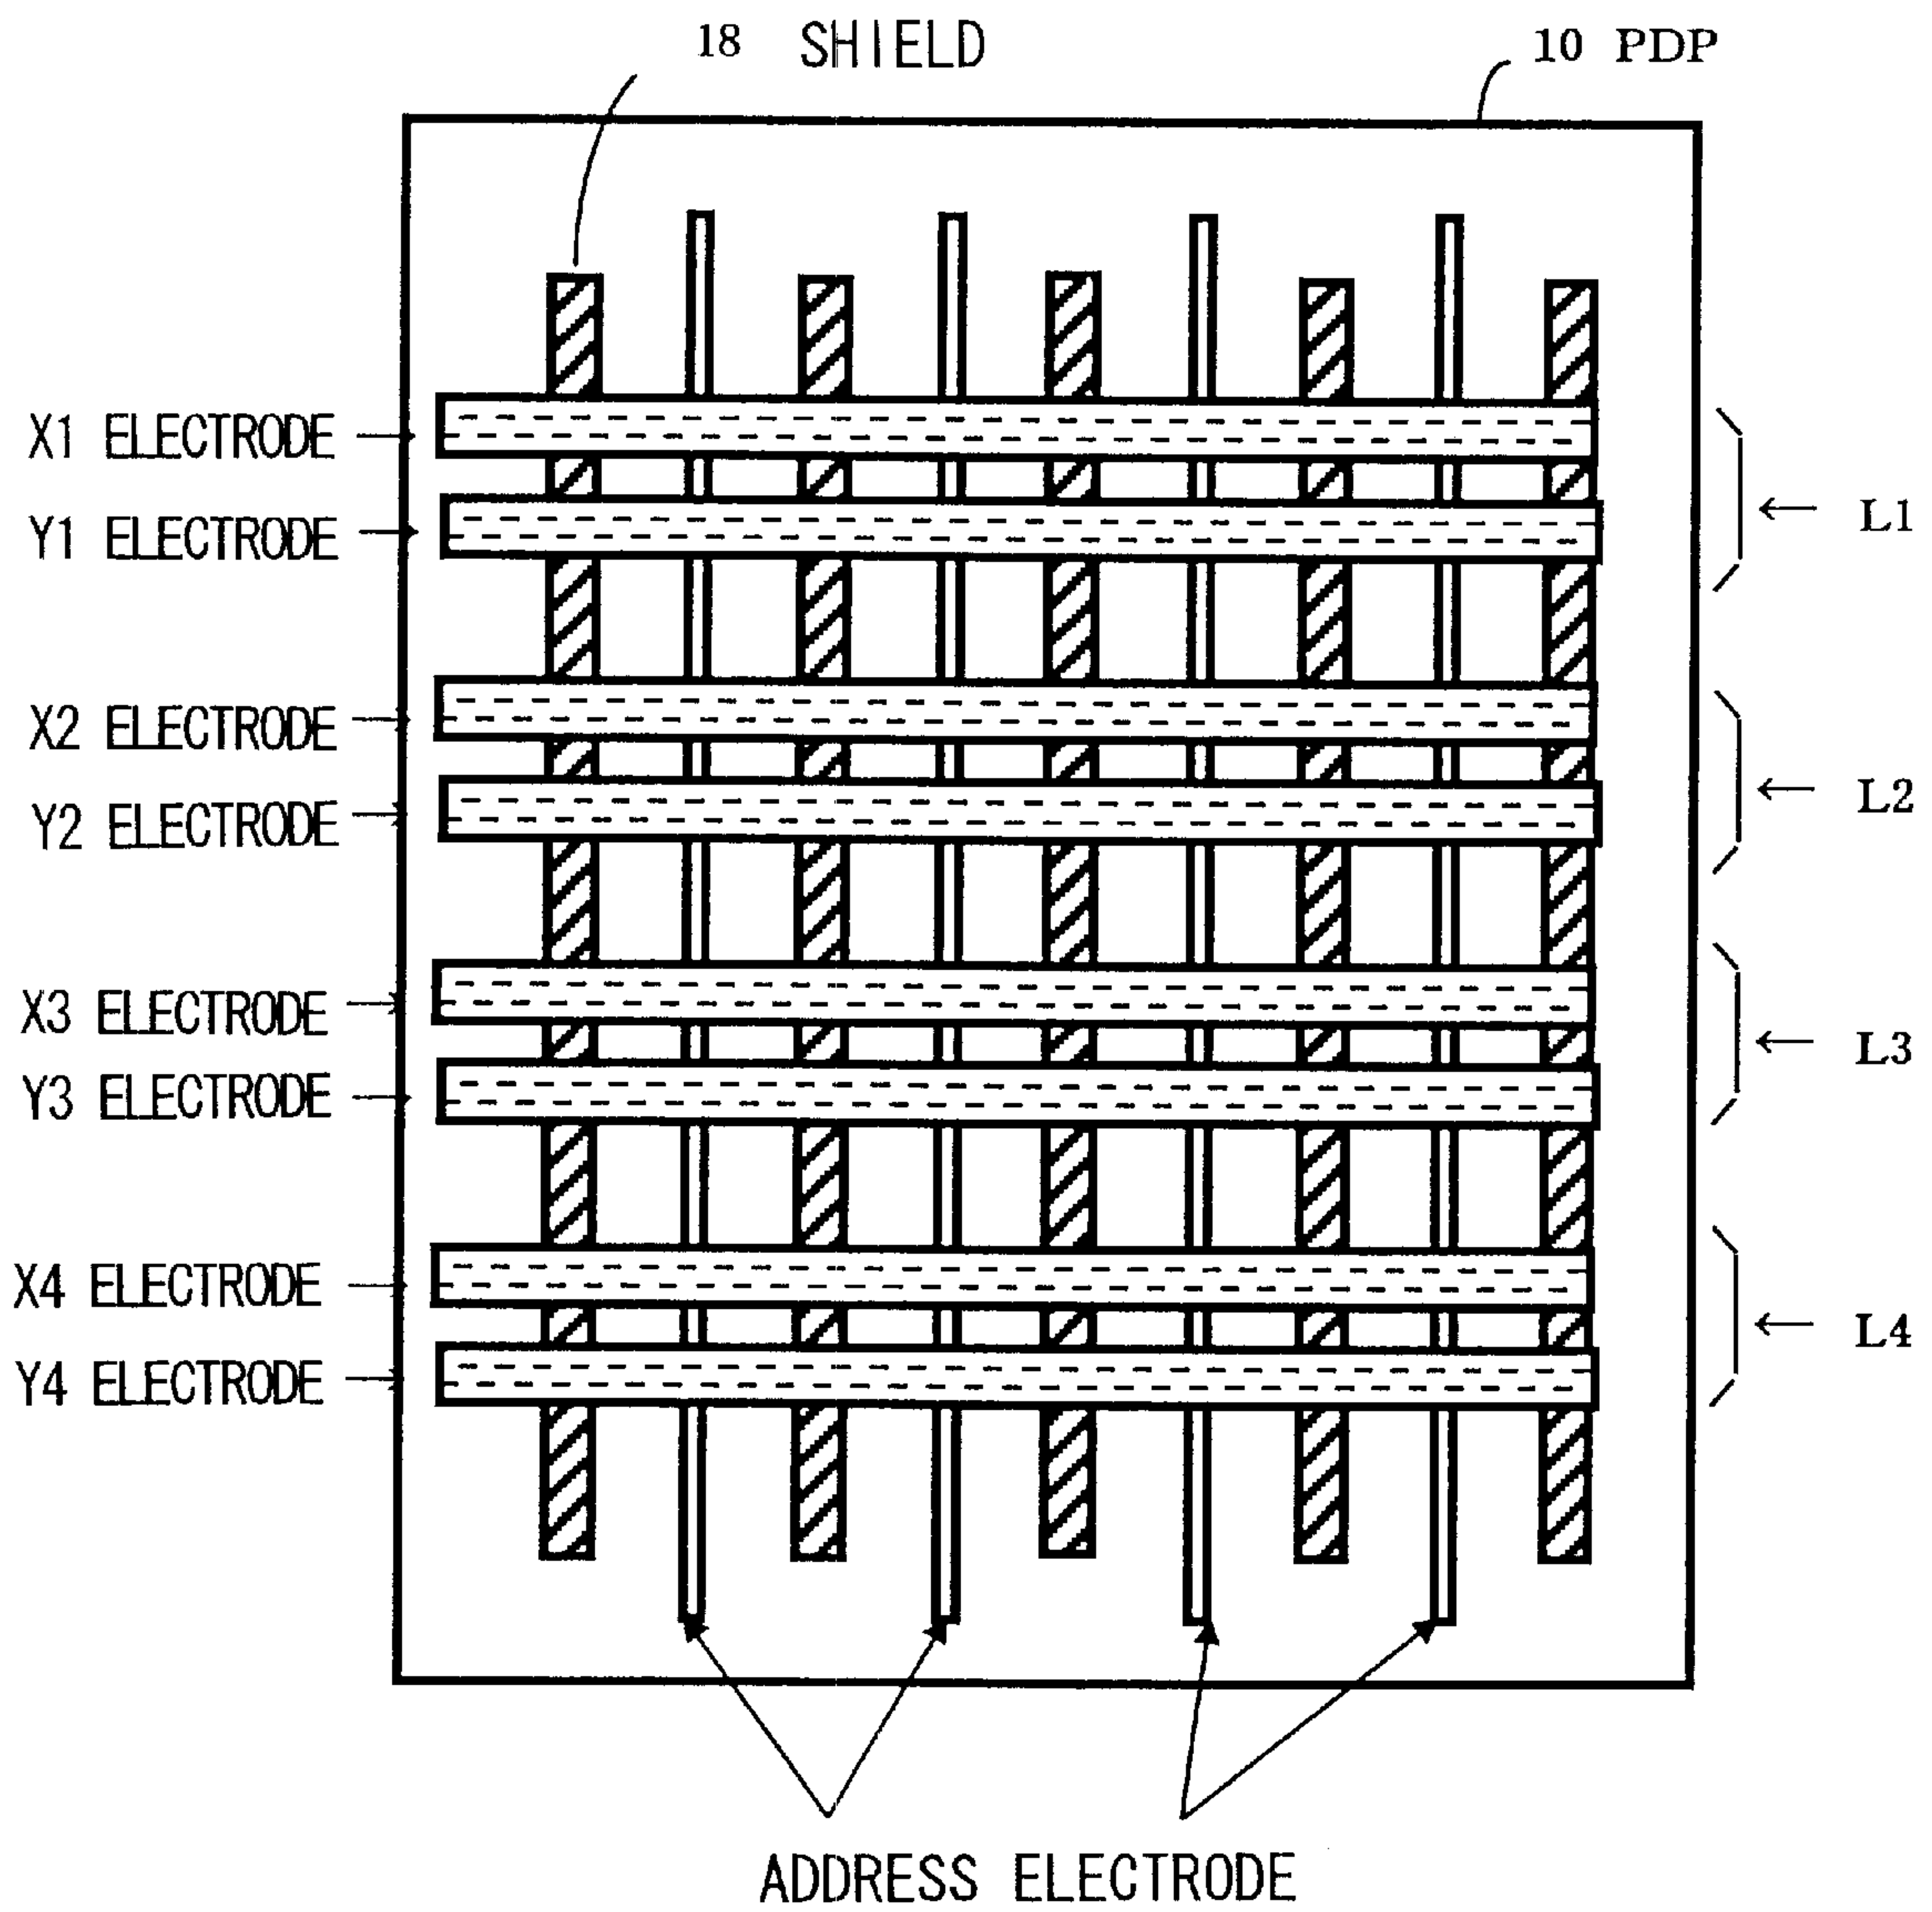 18 SHIELD
10 PDP
X1 ELECTRODE
Y1 ELECTRODE
L1
X2 ELECTRODE
Y2 ELECTRODE
L2
X3 ELECTRODE
Y3 ELECTRODE
L3
X4 ELECTRODE
Y4 ELECTRODE
L4
ADDRESS ELECTRODE